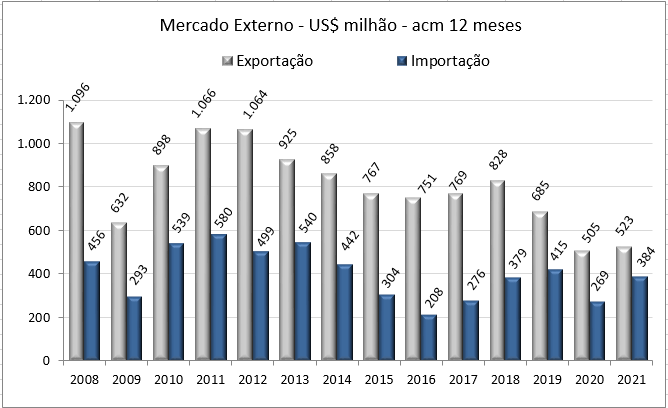 Mercado Externo - US$ milhão - acm 12 meses
Exportação Importação
1.200
1.000
800
600
400
200
0
1.096 456 632 293 898 539 1.066 580 1.064 499 925 540 858 442 767 304 751 208 769 276 828 379 685 415 505 269 523 384
2008 2009 2010 2011 2012 2013 2014 2015 2016 2017 2018 2019 2020 2021